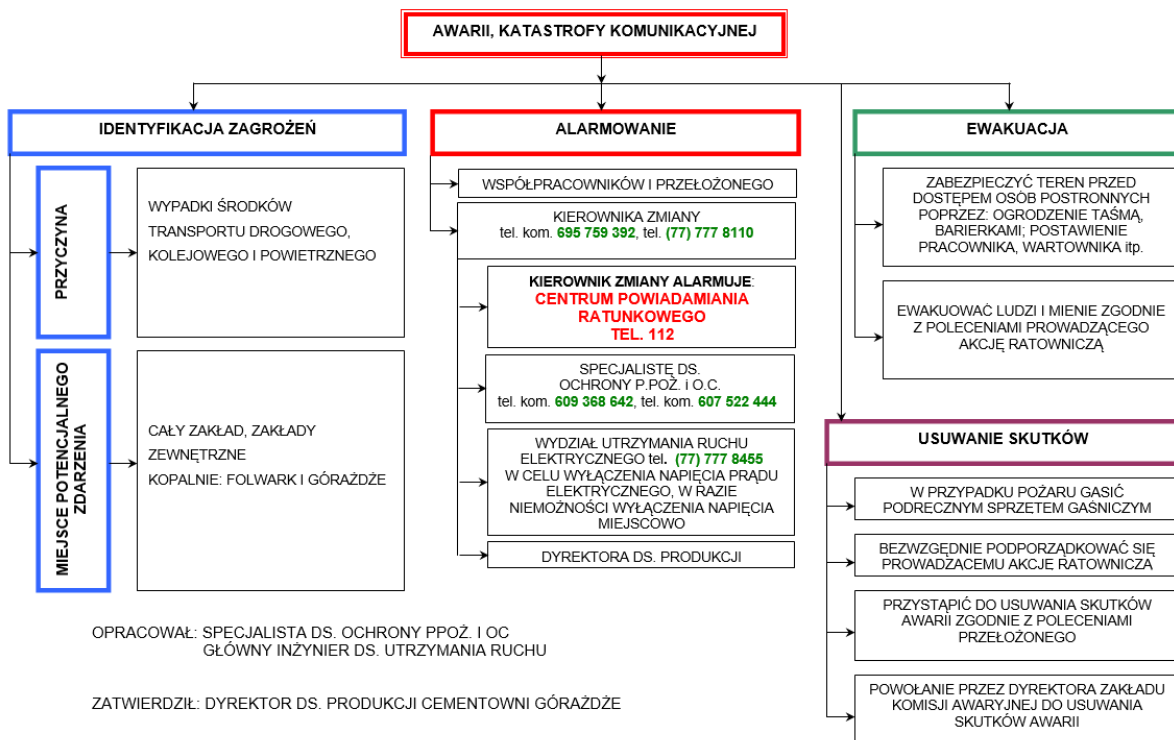 AWARII, KATASTROFY KOMUNIKACYJNEJ
IDENTYFIKACJA ZAGROŻEŃ
PRZYCZYNA
WYPADKI ŚRODKÓW
TRANSPORTU DROGOWEGO,
KOLEJOWEGO I POWIETRZNEGO
MIEJSCE POTENCJALNEGO
ZDARZENIA
CAŁY ZAKŁAD, ZAKŁADY
ZEWNĘTRZNE
KOPALNIE: FOLWARK I GÓRAŻDŻE
ALARMOWANIE
WSPÓŁPRACOWNIKÓW I PRZEŁOŻONEGO
KIEROWNIKA ZMIANY
tel. kom. 695 759 392, tel. (77) 777 8110
KIEROWNIK ZMIANY ALARMUJE:
CENTRUM POWIADAMIANIA
RATUNKOWEGO
TEL. 112
SPECJALISTĘ DS.
OCHRONY P.POŻ. i O.C.
tel. kom. 609 368 642, tel. kom. 607 522 444
WYDZIAŁ UTRZYMANIA RUCHU
ELEKTRYCZNEGO tel. (77) 777 8455
W CELU WYŁĄCZENIA NAPIĘCIA PRĄDU
ELEKTRYCZNEGO, W RAZIE
NIEMOŻNOŚCI WYŁĄCZENIA NAPIĘCIA
MIEJSCOWO
DYREKTORA DS. PRODUKCJI
EWAKUACJA
ZABEZPIECZYĆ TEREN PRZED
DOSTĘPEM OSÓB POSTRONNYCH
POPRZEZ: OGRODZENIE TAŚMĄ,
BARIERKAMI; POSTAWIENIE
PRACOWNIKA, WARTOWNIKA itp.
EWAKUOWAĆ LUDZI I MIENIE ZGODNIE
Z POLECENIAMI PROWADZĄCEGO
AKCJĘ RATOWNICZĄ
USUWANIE SKUTKÓW
W PRZYPADKU POŻARU GASIĆ
PODRĘCZNYM SPRZĘTEM GAŚNICZYM
BEZWZGĘDNIE PODPORZĄDKOWAĆ SIĘ
PROWADZĄCEMU AKCJĘ RATOWNICZĄ
PRZYSTĄPIĆ DO USUWANIA SKUTKÓW
AWARII ZGODNIE Z POLECENIAMI
PRZEŁOŻONEGO
POWOŁANIE PRZEZ DYREKTORA ZAKŁADU
KOMISJI AWARYJNEJ DO USUWANIA
SKUTKÓW AWARII
OPRACOWAŁ: SPECJALISTA DS. OCHRONY PPOŻ. I OC
GŁÓWNY INŻYNIER DS. UTRZYMANIA RUCHU
ZATWIERDZIŁ: DYREKTOR DS. PRODUKCJI CEMENTOWNI GÓRAŻDŻE